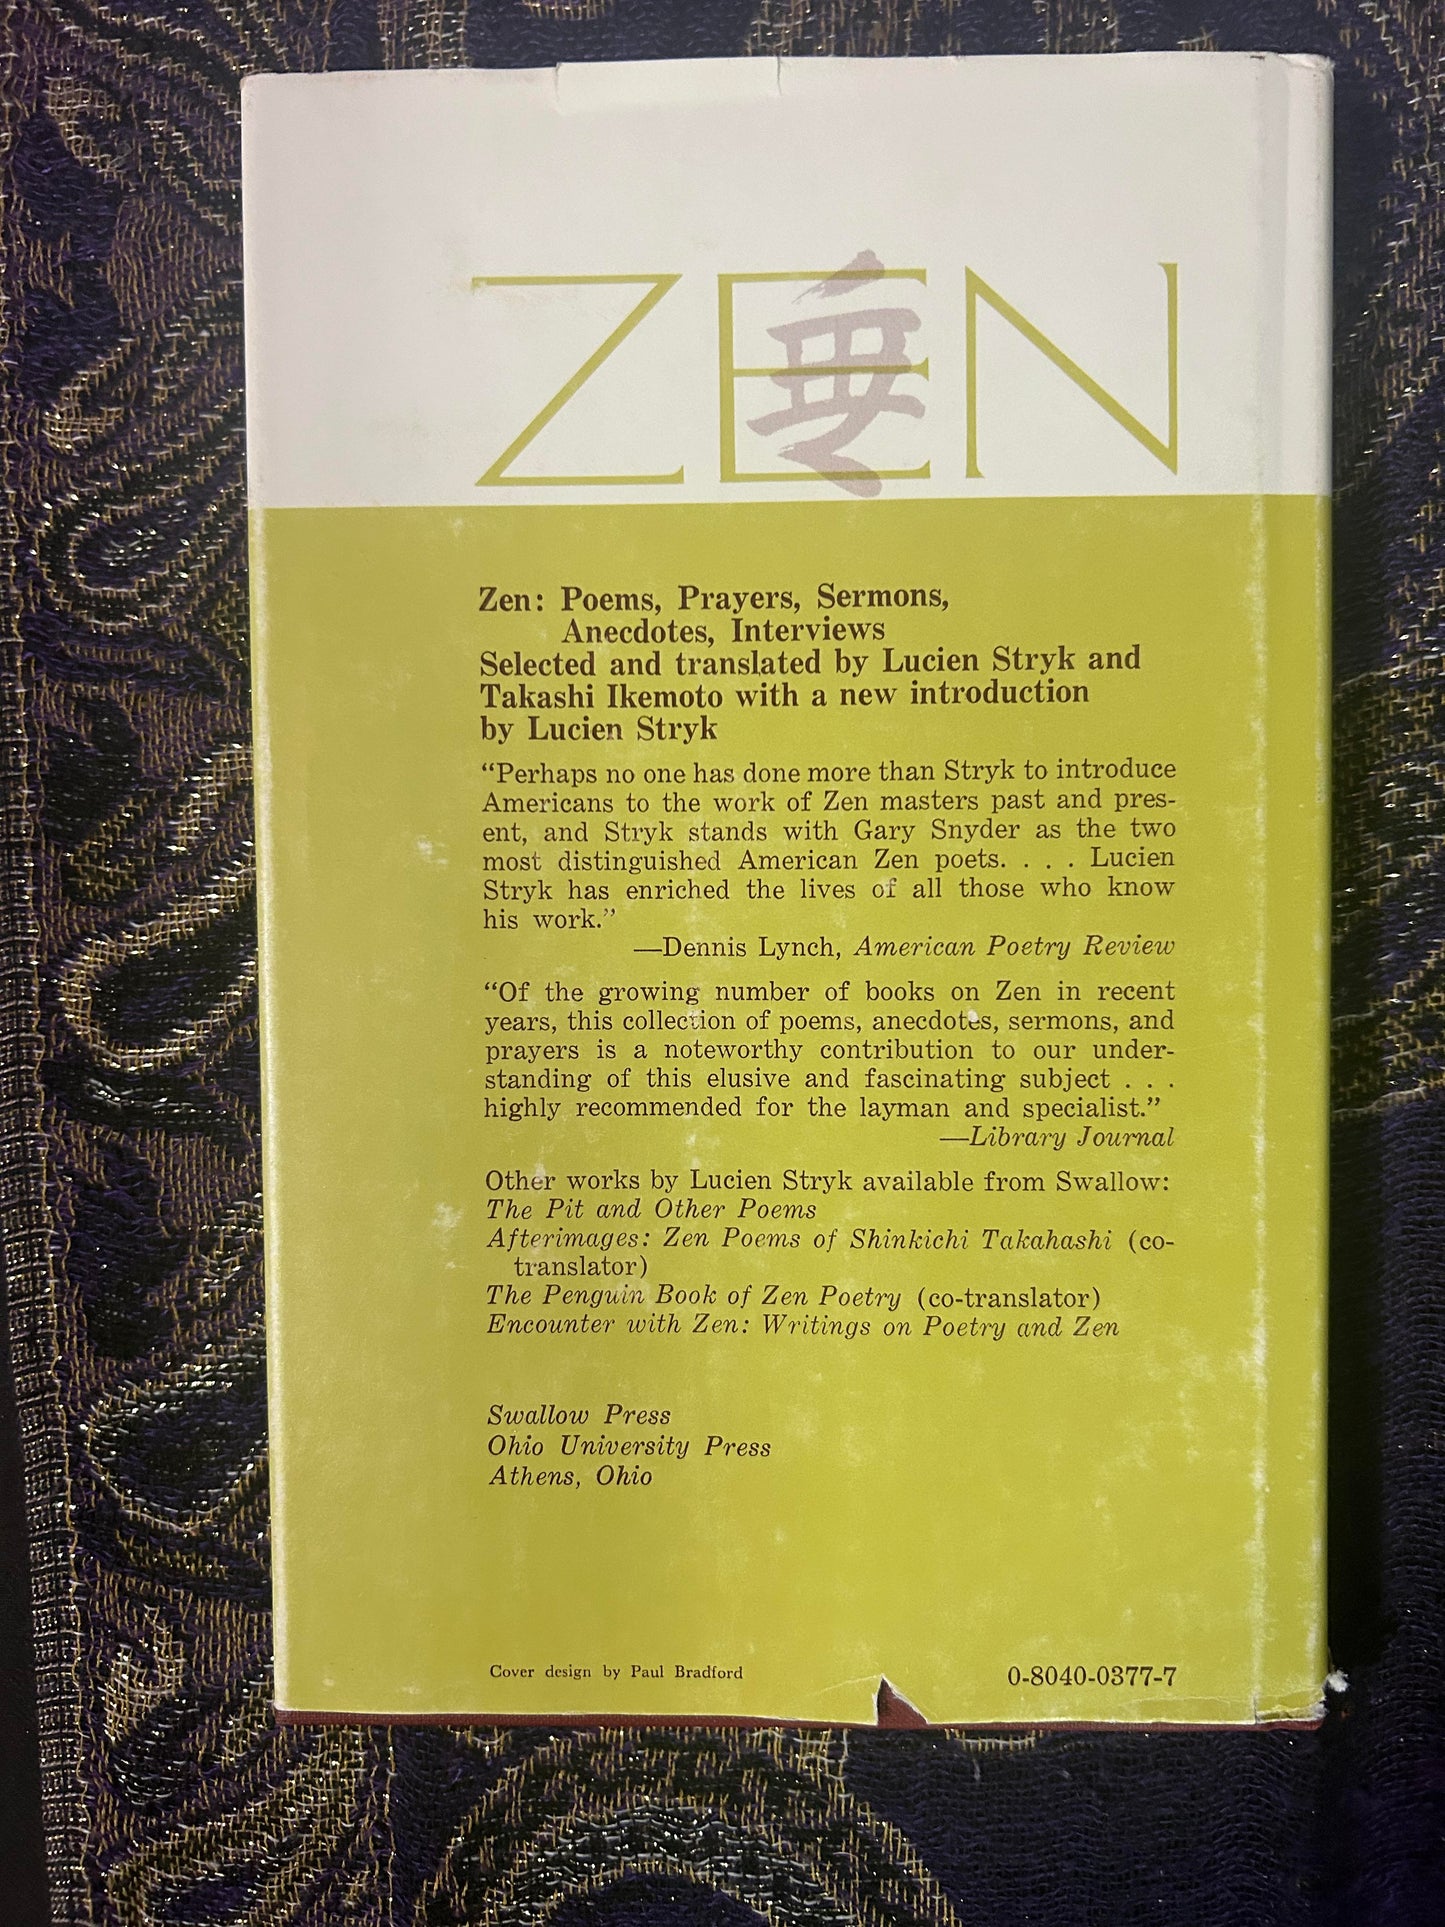 ZEN
無
Zen: Poems, Prayers, Sermons,
Anecdotes, Interviews
Selected and translated by Lucien Stryk and
Takashi Ikemoto with a new introduction
by Lucien Stryk
“Perhaps no one has done more than Stryk to introduce
Americans to the work of Zen masters past and pres-
ent, and Stryk stands with Gary Snyder as the two
most distinguished American Zen poets. . . . Lucien
Stryk has enriched the lives of all those who know
his work.”
—Dennis Lynch, American Poetry Review
“Of the growing number of books on Zen in recent
years, this collection of poems, anecdotes, sermons, and
prayers is a noteworthy contribution to our under-
standing of this elusive and fascinating subject . . .
highly recommended for the layman and specialist.”
—Library Journal
Other works by Lucien Stryk available from Swallow:
The Pit and Other Poems
Afterimages: Zen Poems of Shinkichi Takahashi (co-
translator)
The Penguin Book of Zen Poetry (co-translator)
Encounter with Zen: Writings on Poetry and Zen
Swallow Press
Ohio University Press
Athens, Ohio
Cover design by Paul Bradford
0-8040-0377-7